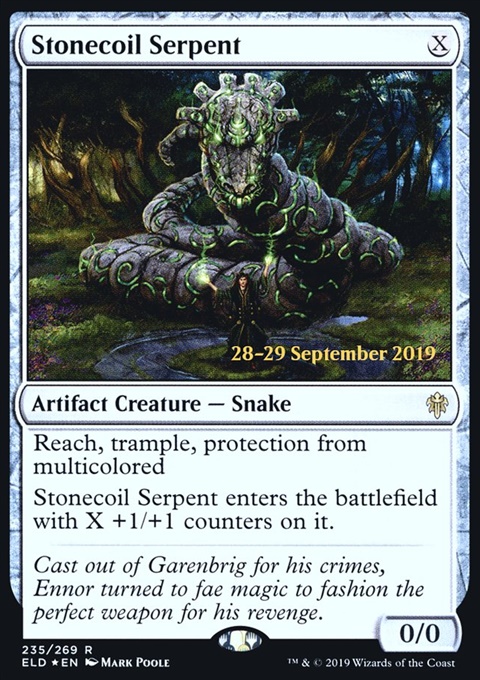 Stonecoil Serpent X
28-29 September 2019
Artifact Creature — Snake
Reach, trample, protection from
multicolored
Stonecoil Serpent enters the battlefield
with X +1/+1 counters on it.
Cast out of Garenbrig for his crimes,
Ennor turned to fae magic to fashion the
perfect weapon for his revenge.
0/0
235/269 R
ELD ★ EN Mark Poole
™ & © 2019 Wizards of the Coast